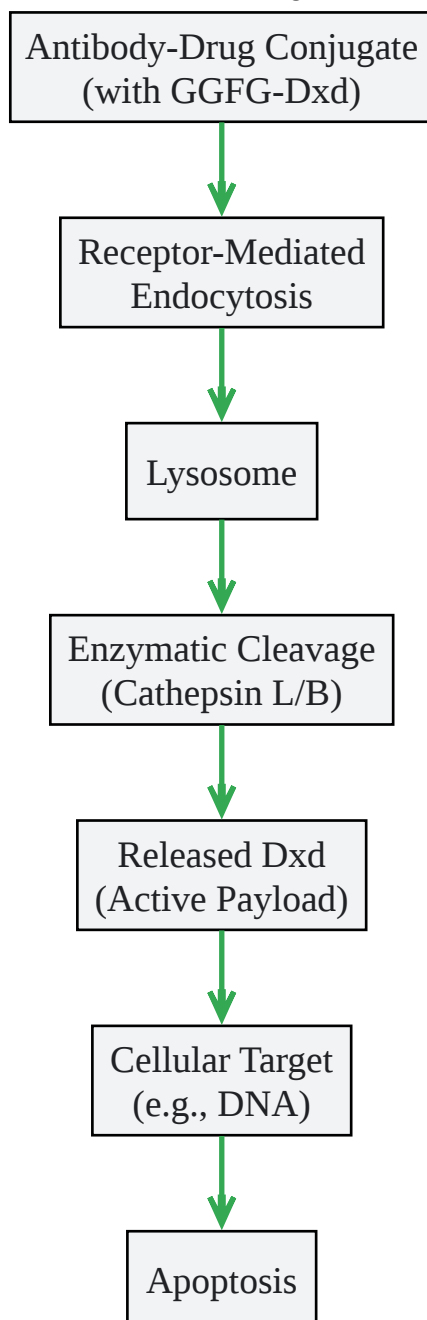 Antibody-Drug Conjugate
(with GGFG-Dxd)
Receptor-Mediated
Endocytosis
Lysosome
Enzymatic Cleavage
(Cathepsin L/B)
Released Dxd
(Active Payload)
Cellular Target
(e.g., DNA)
Apoptosis